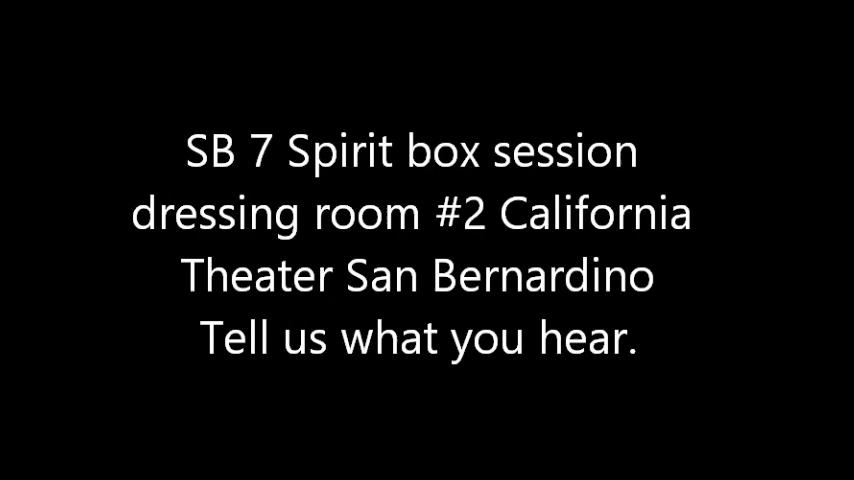 SB 7 Spirit box session
dressing room #2 California
Theater San Bernardino
Tell us what you hear.